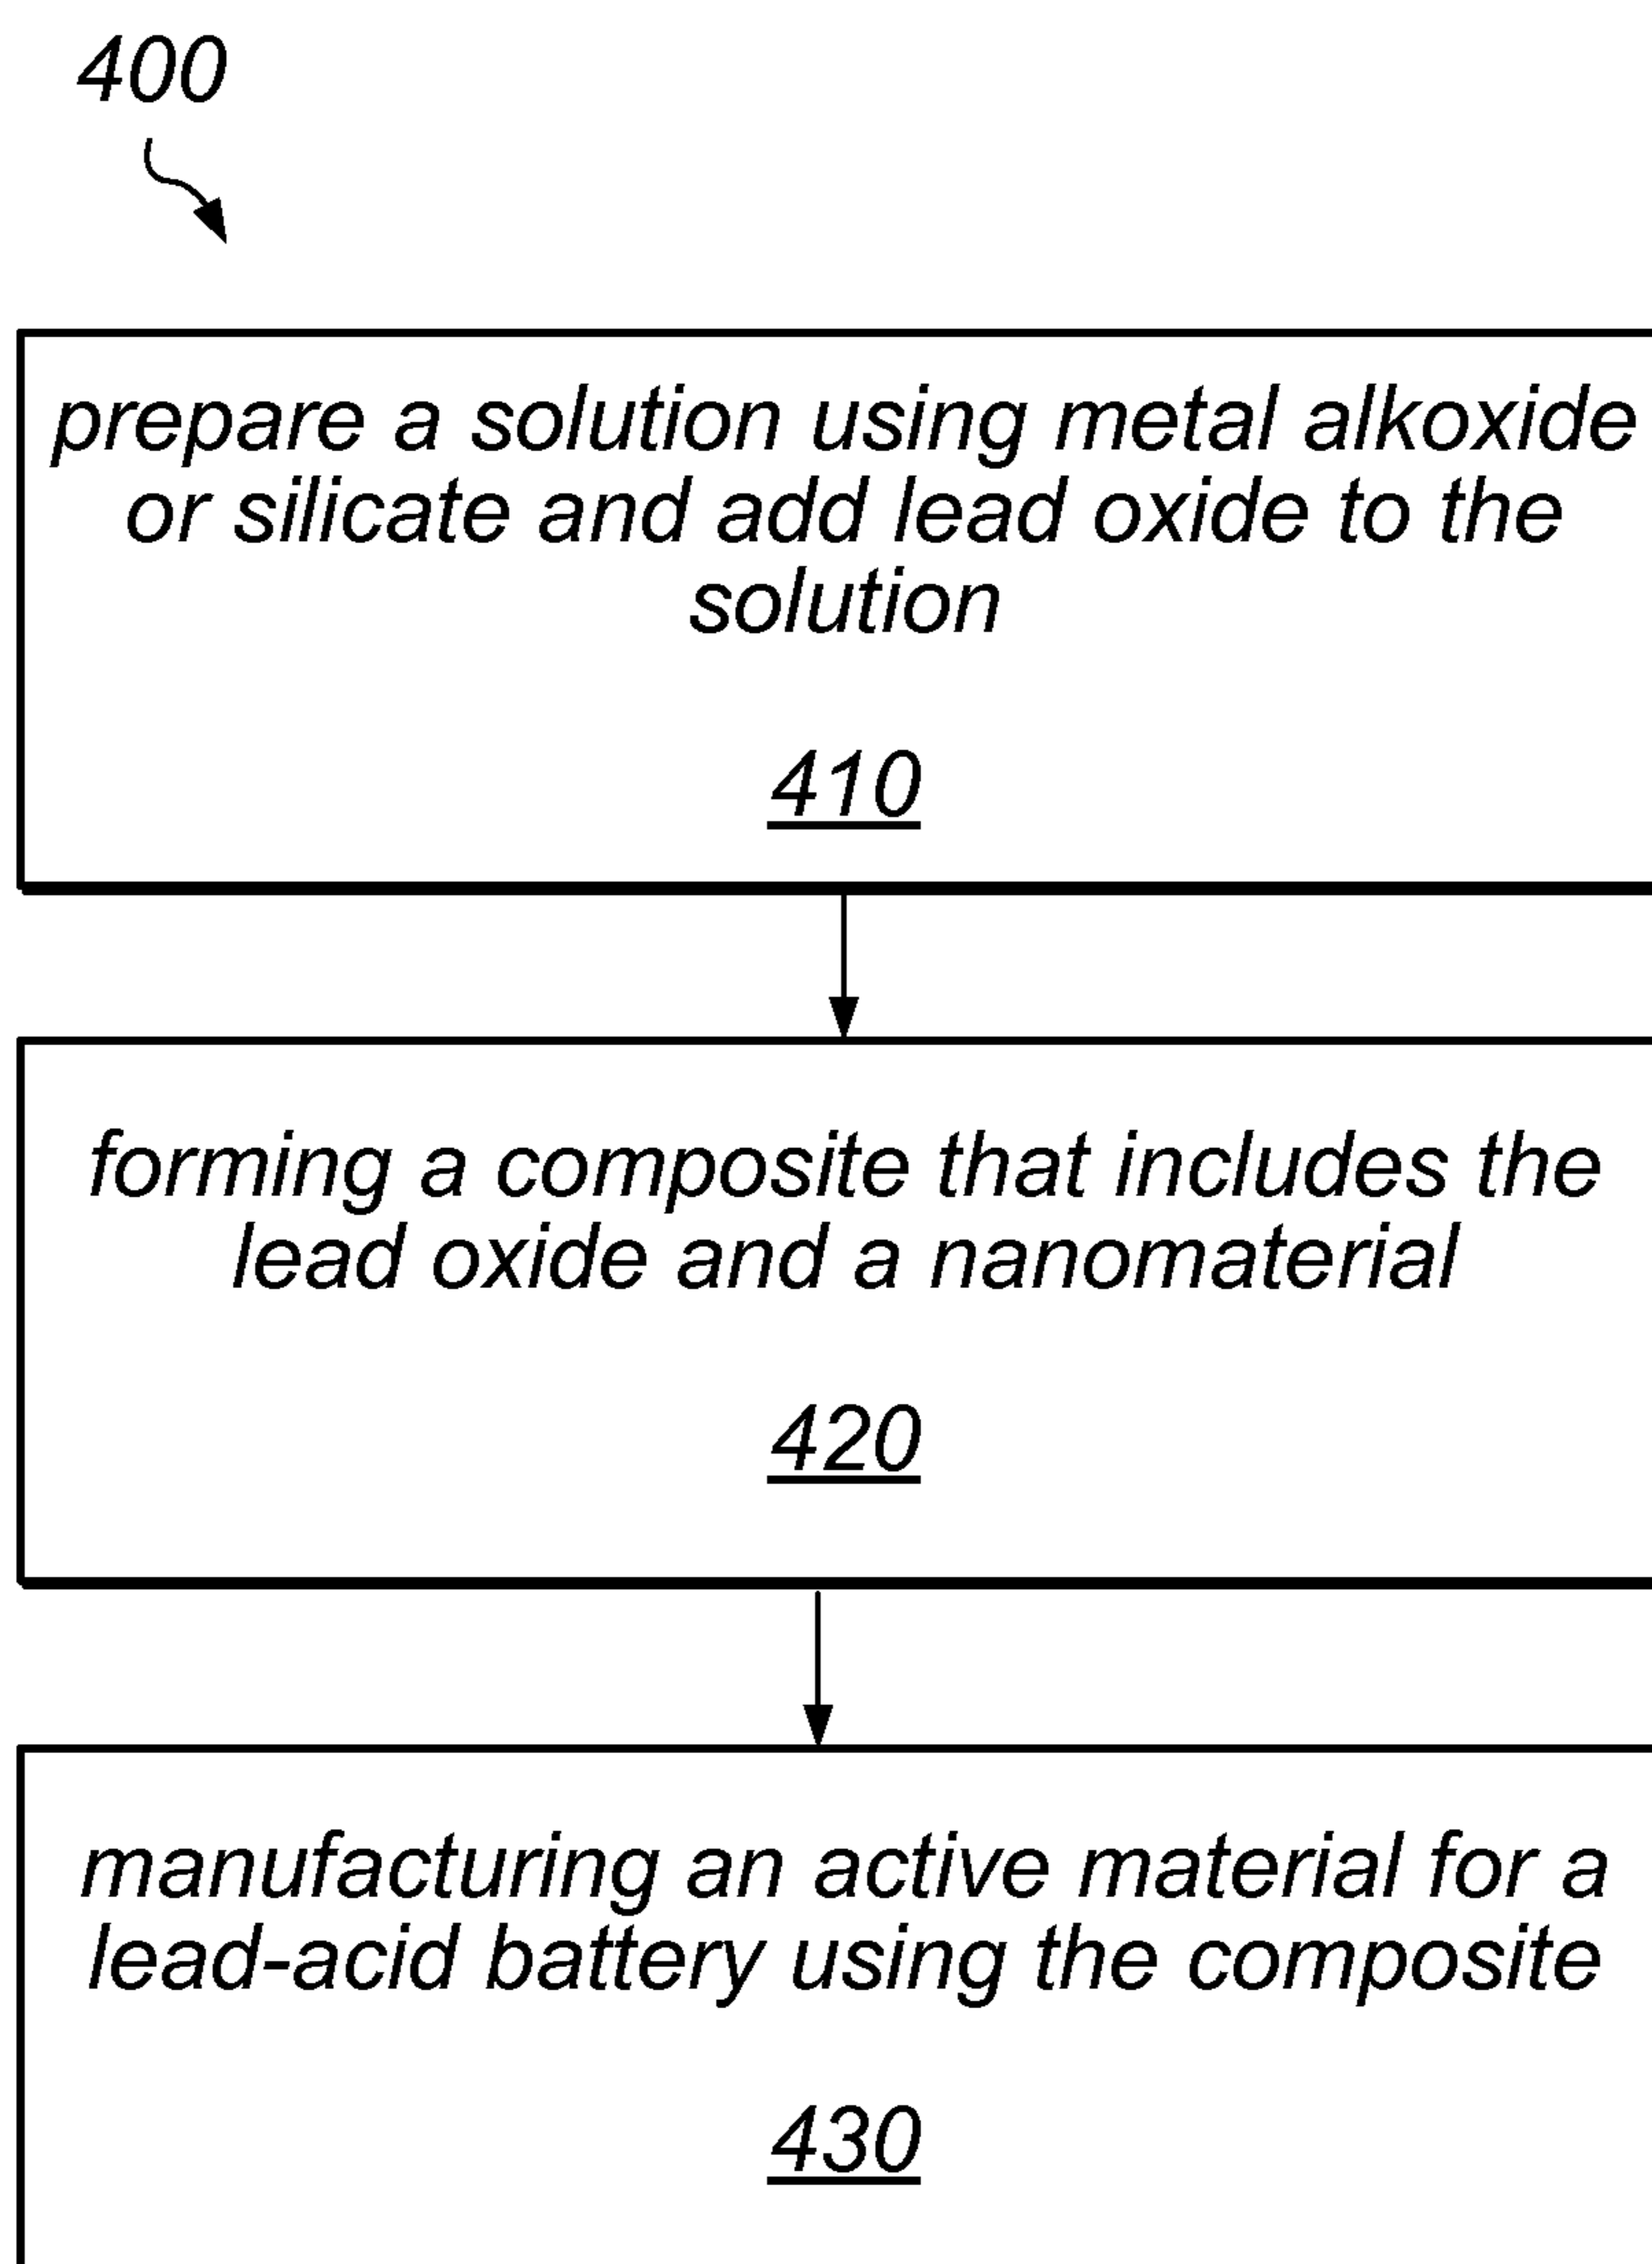 400
prepare a solution using metal alkoxide
or silicate and add lead oxide to the
solution
410
forming a composite that includes the
lead oxide and a nanomaterial
420
manufacturing an active material for a
lead-acid battery using the composite
430